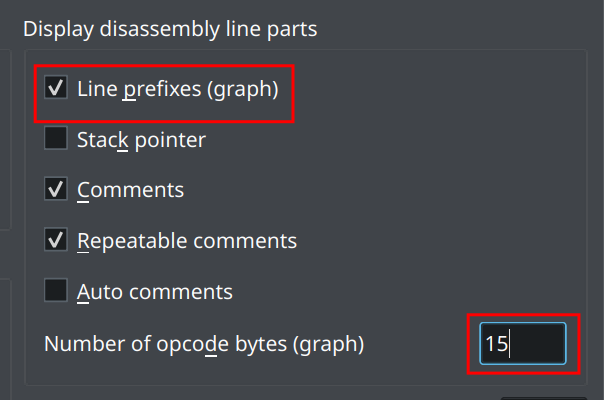 Display disassembly line parts
Line prefixes (graph)
Stack pointer
Comments
Repeatable comments
Auto comments
Number of opcode bytes (graph) 15